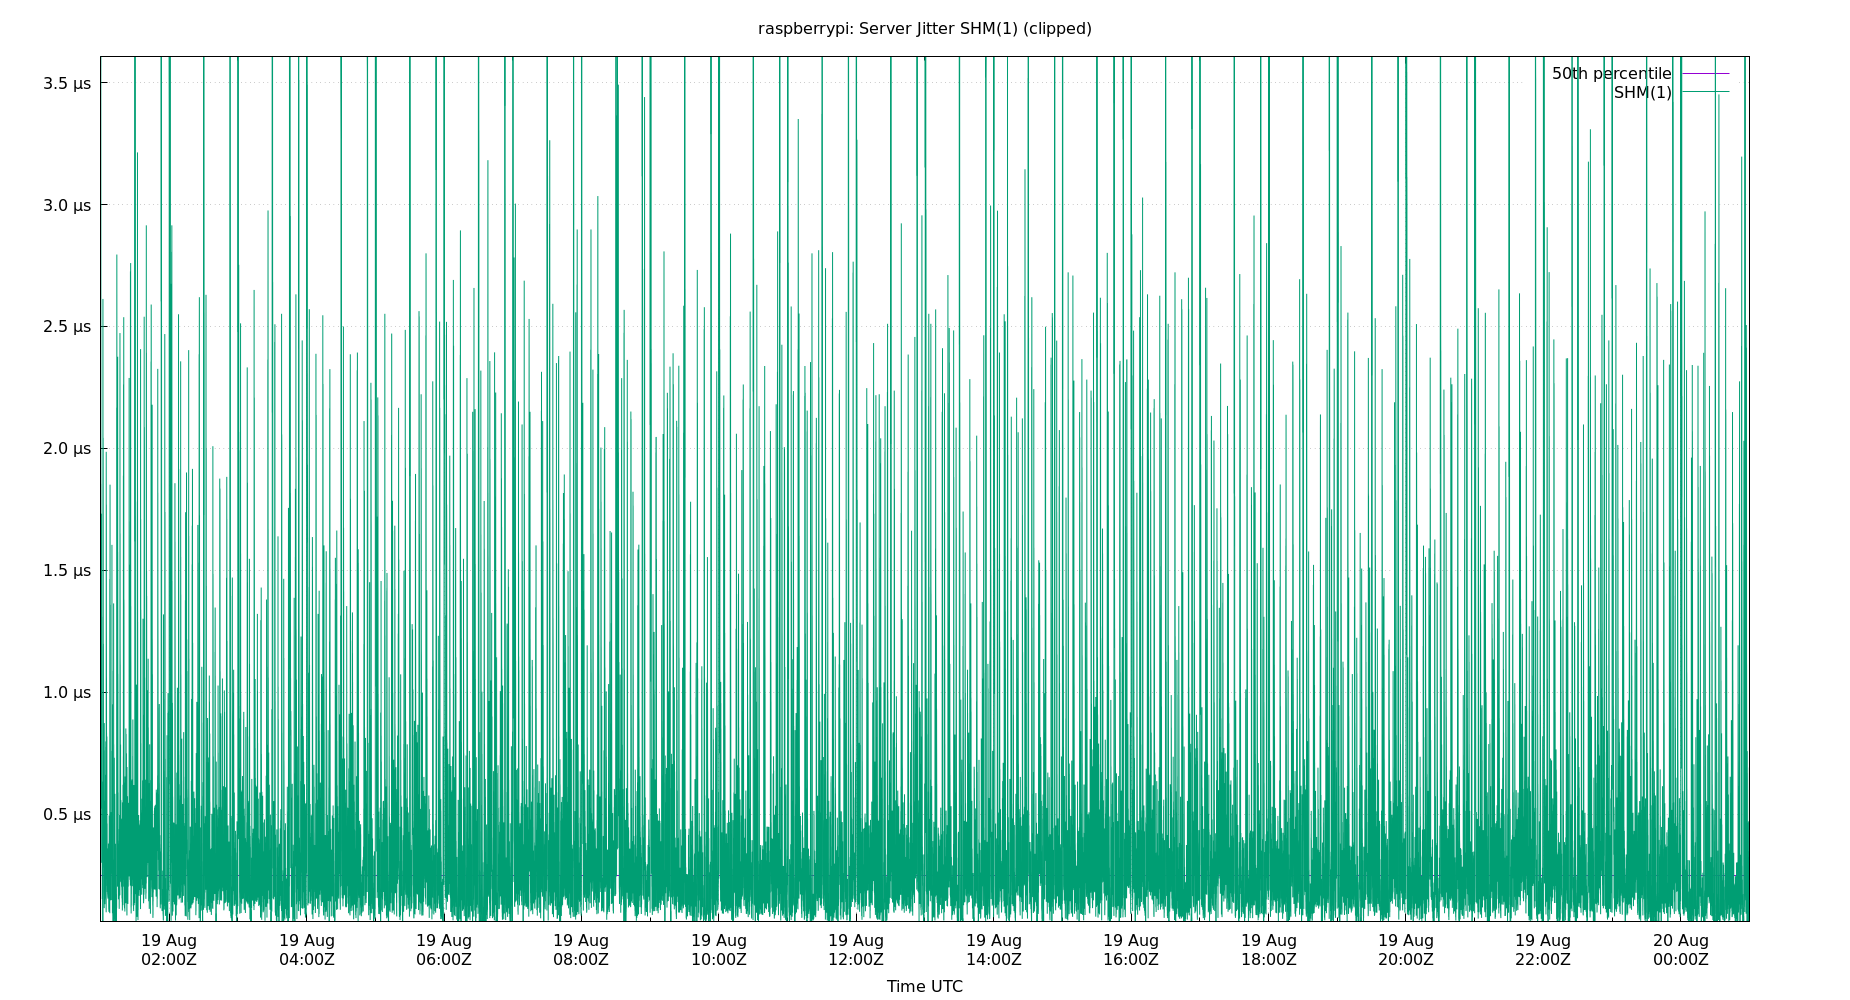 raspberrypi: Server Jitter SHM(1) (clipped)
50th percentile
SHM(1)
3.5 µs
3.0 µs
2.5 µs
2.0 µs
1.5 µs
1.0 µs
0.5 µs
19 Aug 19 Aug 19 Aug 19 Aug 19 Aug 19 Aug 19 Aug 19 Aug 19 Aug 19 Aug 19 Aug 20 Aug
02:00Z 04:00Z 06:00Z 08:00Z 10:00Z 12:00Z 14:00Z 16:00Z 18:00Z 20:00Z 22:00Z 00:00Z
Time UTC